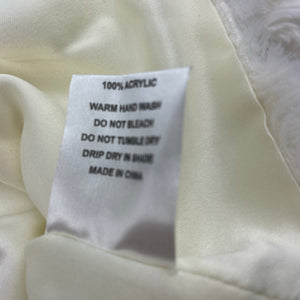 100% ACRYLIC
WARM HAND WASH
DO NOT BLEACH
DO NOT TUMBLE DRY
DRIP DRY IN SHADE
MADE IN CHINA